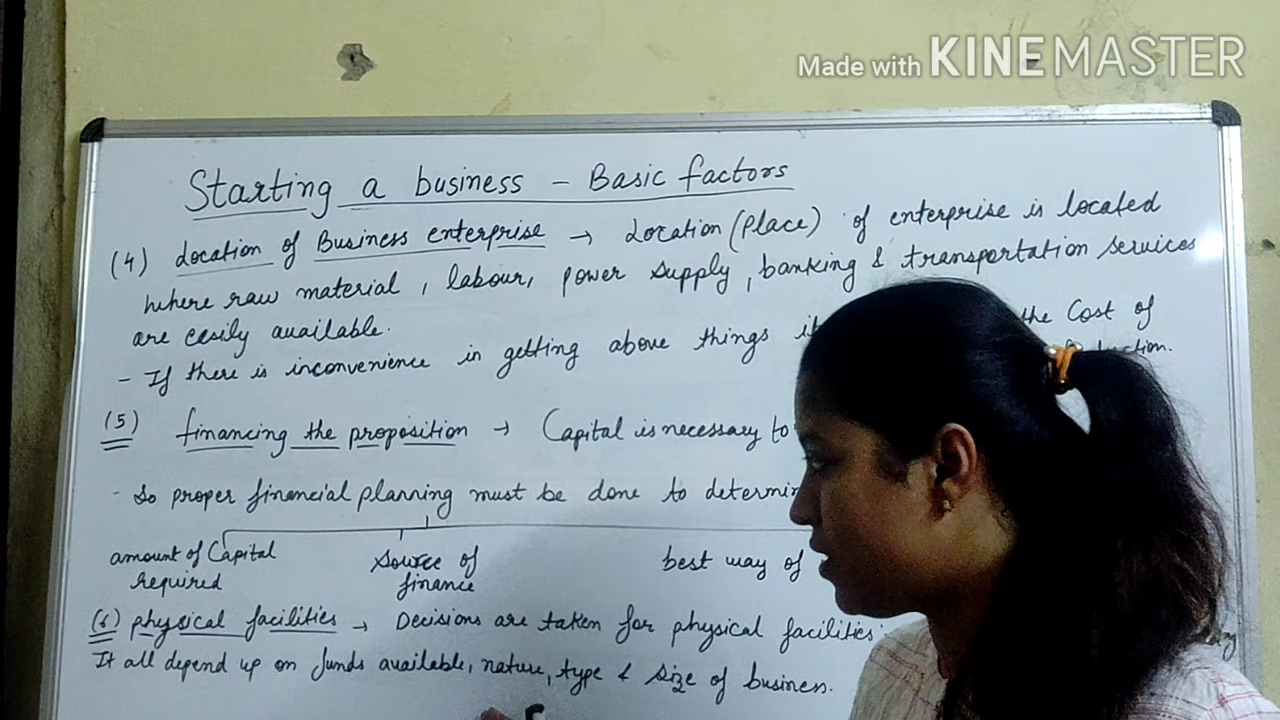 Made with KINEMASTER
Starting a business - Basic factors
(4) Location of Business enterprise → Location (Place) of enterprise is located
where raw material, labour, power supply, banking & transportation services
are easily available.
- If there is inconvenience in getting above things it the Cost of
(5) financing the proposition → Capital is necessary to
- So proper financial planning must be done to
amount of Capital source of best way of
required finance
(6) physical facilities → Decisions are taken for physical facilities.
It all depend up on funds available, nature, type & size of business.